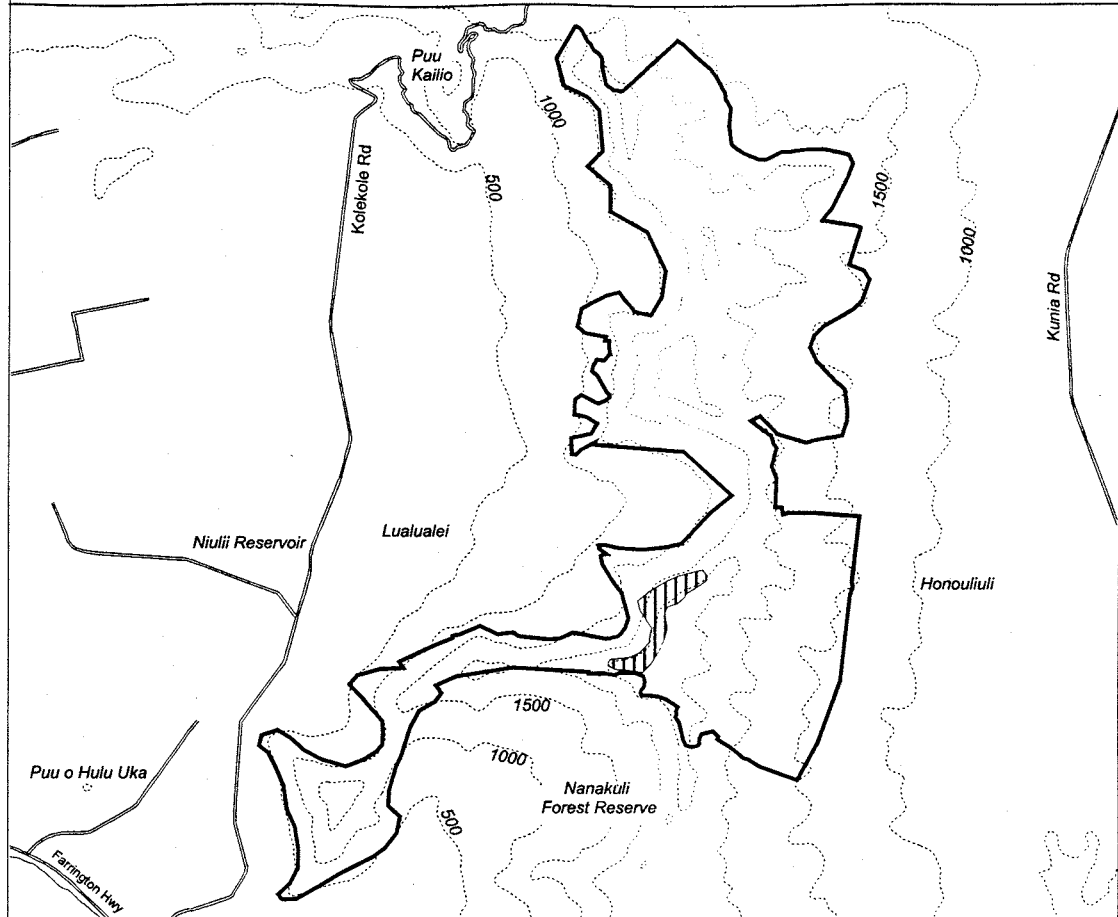 Puu
Kailio
1000
500
Kolekole Rd
1500
1000
Kunia Rd
Niulii Reservoir
Lualualei
Honouliuli
1500
1000
Puu o Hulu Uka
Nanakuli
Forest Reserve
500
Farrington Hwy